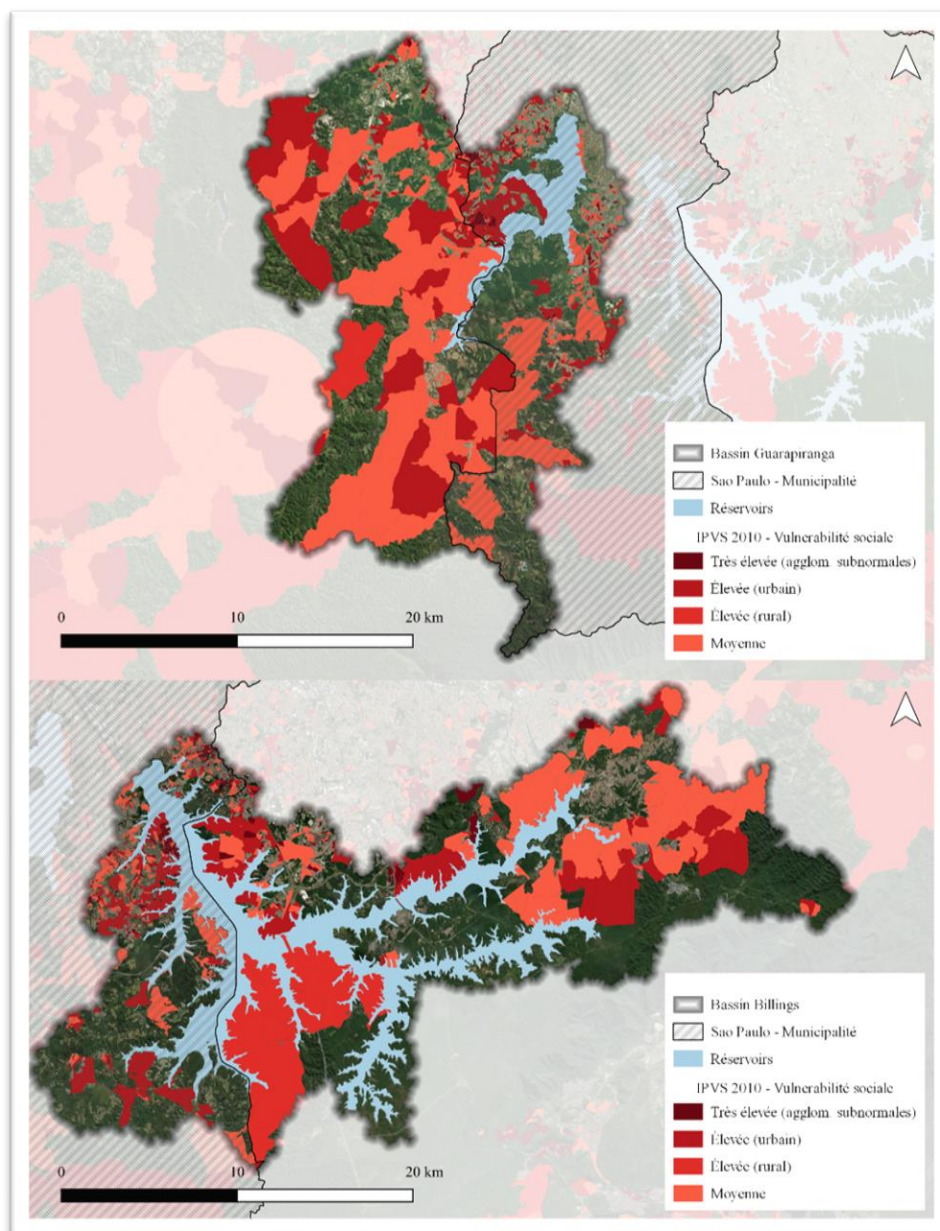 Bassin Guarapiranga
Sao Paulo - Municipalité
Réservoirs
IPVS 2010 - Vulnerabilité sociale
Très élevée (agglom. subnormales)
Élevée (urbain)
Élevée (rural)
Moyenne
0 10 20 km
Bassin Billings
Sao Paulo - Municipalité
Réservoirs
IPVS 2010 - Vulnerabilité sociale
Très élevée (agglom. subnormales)
Élevée (urbain)
Élevée (rural)
Moyenne
0 10 20 km